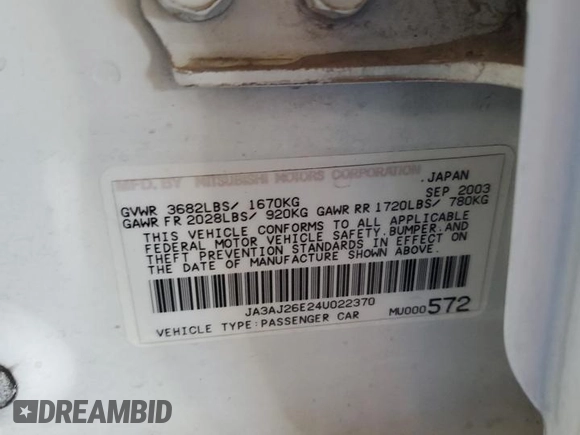 MFD. BY MITSUBISHI MOTORS CORPORATION, JAPAN
SEP 2003
GVWR 3682LBS/ 1670KG
GAWR FR 2028LBS/ 920KG GAWR RR 1720LBS/ 780KG
THIS VEHICLE CONFORMS TO ALL APPLICABLE
FEDERAL MOTOR VEHICLE SAFETY,BUMPER,AND
THEFT PREVENTION STANDARDS IN EFFECT ON
THE DATE OF MANUFACTURE SHOWN ABOVE.
JA3AJ26E24U022370
VEHICLE TYPE:PASSENGER CAR MU000572
DREAMBID